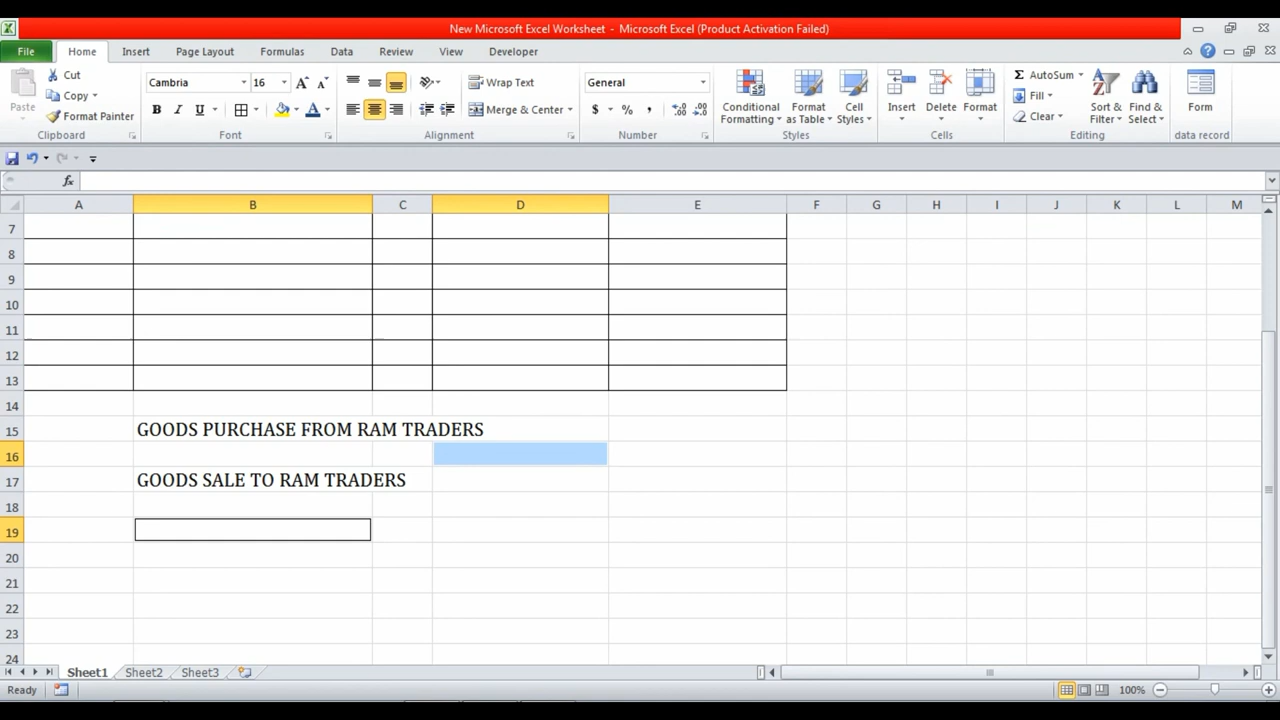 New Microsoft Excel Worksheet - Microsoft Excel (Product Activation Failed)
File Home Insert Page Layout Formulas Data Review View Developer
Paste Cut Copy Format Painter Clipboard
Cambria 16 B I U A A A Font
Wrap Text Merge & Center Alignment
General $ % , .0 .00 .00 .0 Number
Conditional Formatting Format as Table Cell Styles Styles
Insert Delete Format Cells
Σ AutoSum Fill Clear Sort & Filter Find & Select Editing
Form data record
fx
A B C D E F G H I J K L M
7
8
9
10
11
12
13
14
15 GOODS PURCHASE FROM RAM TRADERS
16
17 GOODS SALE TO RAM TRADERS
18
19
20
21
22
23
24
Sheet1 Sheet2 Sheet3
Ready 100%